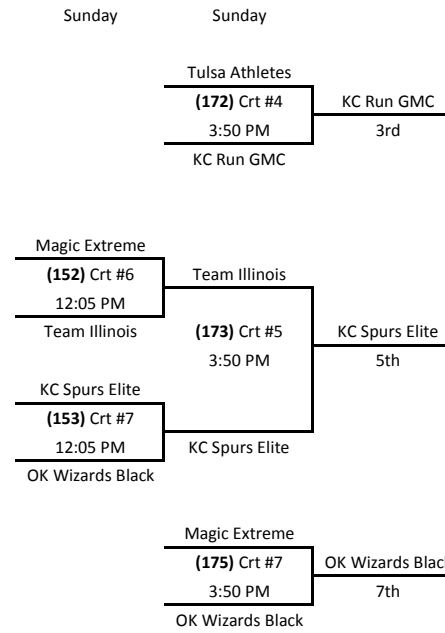 Sunday Sunday
Tulsa Athletes
(172) Crt #4 KC Run GMC
3:50 PM 3rd
KC Run GMC
Magic Extreme
(152) Crt #6 Team Illinois
12:05 PM
Team Illinois (173) Crt #5 KC Spurs Elite
3:50 PM 5th
KC Spurs Elite
(153) Crt #7
12:05 PM KC Spurs Elite
OK Wizards Black
Magic Extreme
(175) Crt #7 OK Wizards Black
3:50 PM 7th
OK Wizards Black